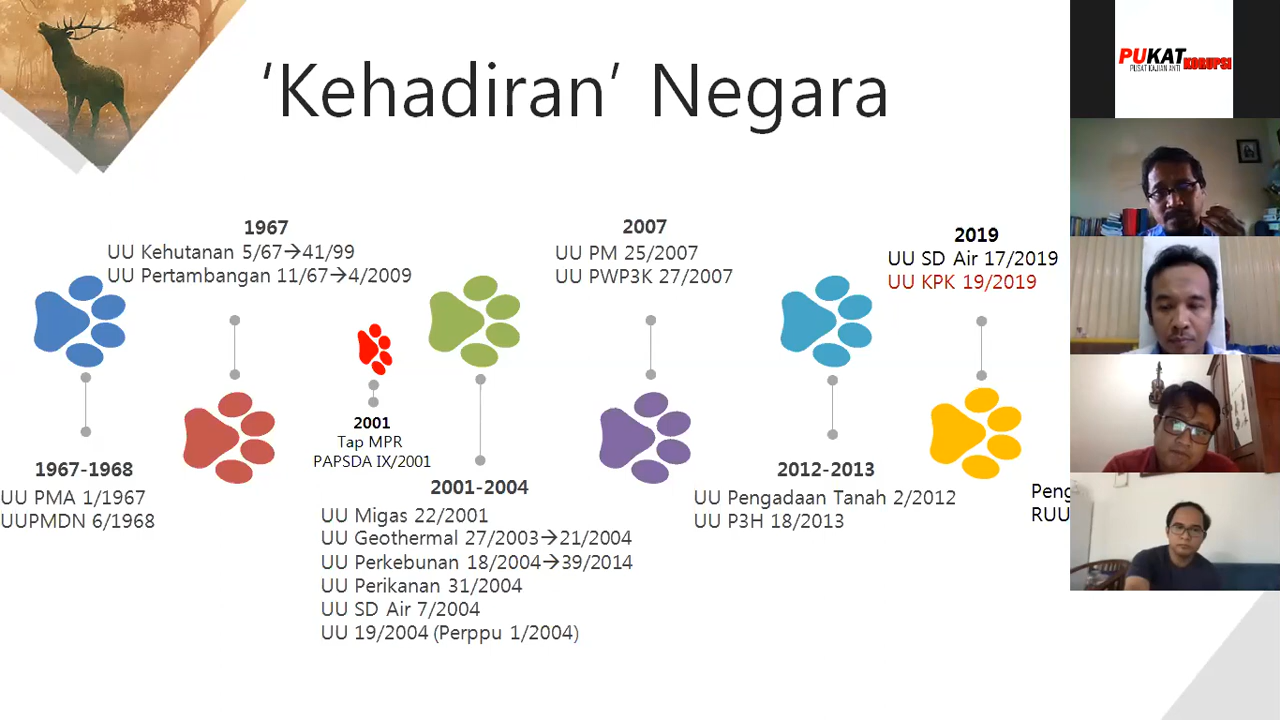 'Kehadiran' Negara
PUKAT
PUSAT KAJIAN ANTI
KORUPSI
1967
UU Kehutanan 5/67→41/99
UU Pertambangan 11/67→4/2009
2007
UU PM 25/2007
UU PWP3K 27/2007
2019
UU SD Air 17/2019
UU KPK 19/2019
1967-1968
UU PMA 1/1967
UUPMDN 6/1968
2001
Tap MPR
PAPSDA IX/2001
2001-2004
UU Migas 22/2001
UU Geothermal 27/2003→21/2004
UU Perkebunan 18/2004→39/2014
UU Perikanan 31/2004
UU SD Air 7/2004
UU 19/2004 (Perppu 1/2004)
2012-2013
UU Pengadaan Tanah 2/2012
UU P3H 18/2013
Peng
RUU